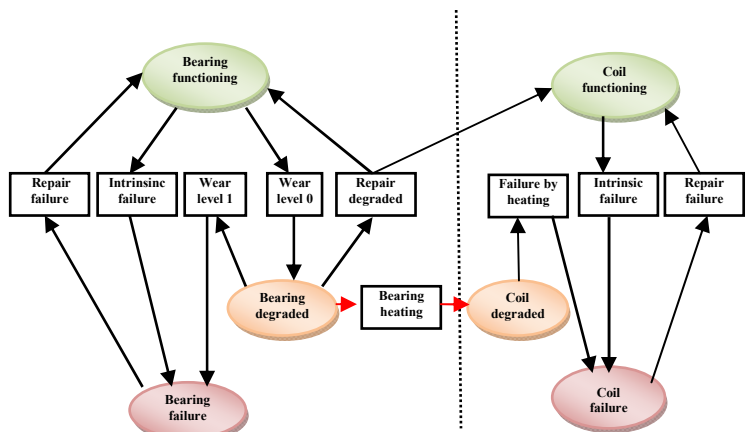 Bearing
functioning
Coil
functioning
Repair
failure
Intrinsinc
failure
Wear
level 1
Wear
level 0
Repair
degraded
Failure by
heating
Intrinsic
failure
Repair
failure
Bearing
degraded
Bearing
heating
Coil
degraded
Bearing
failure
Coil
failure